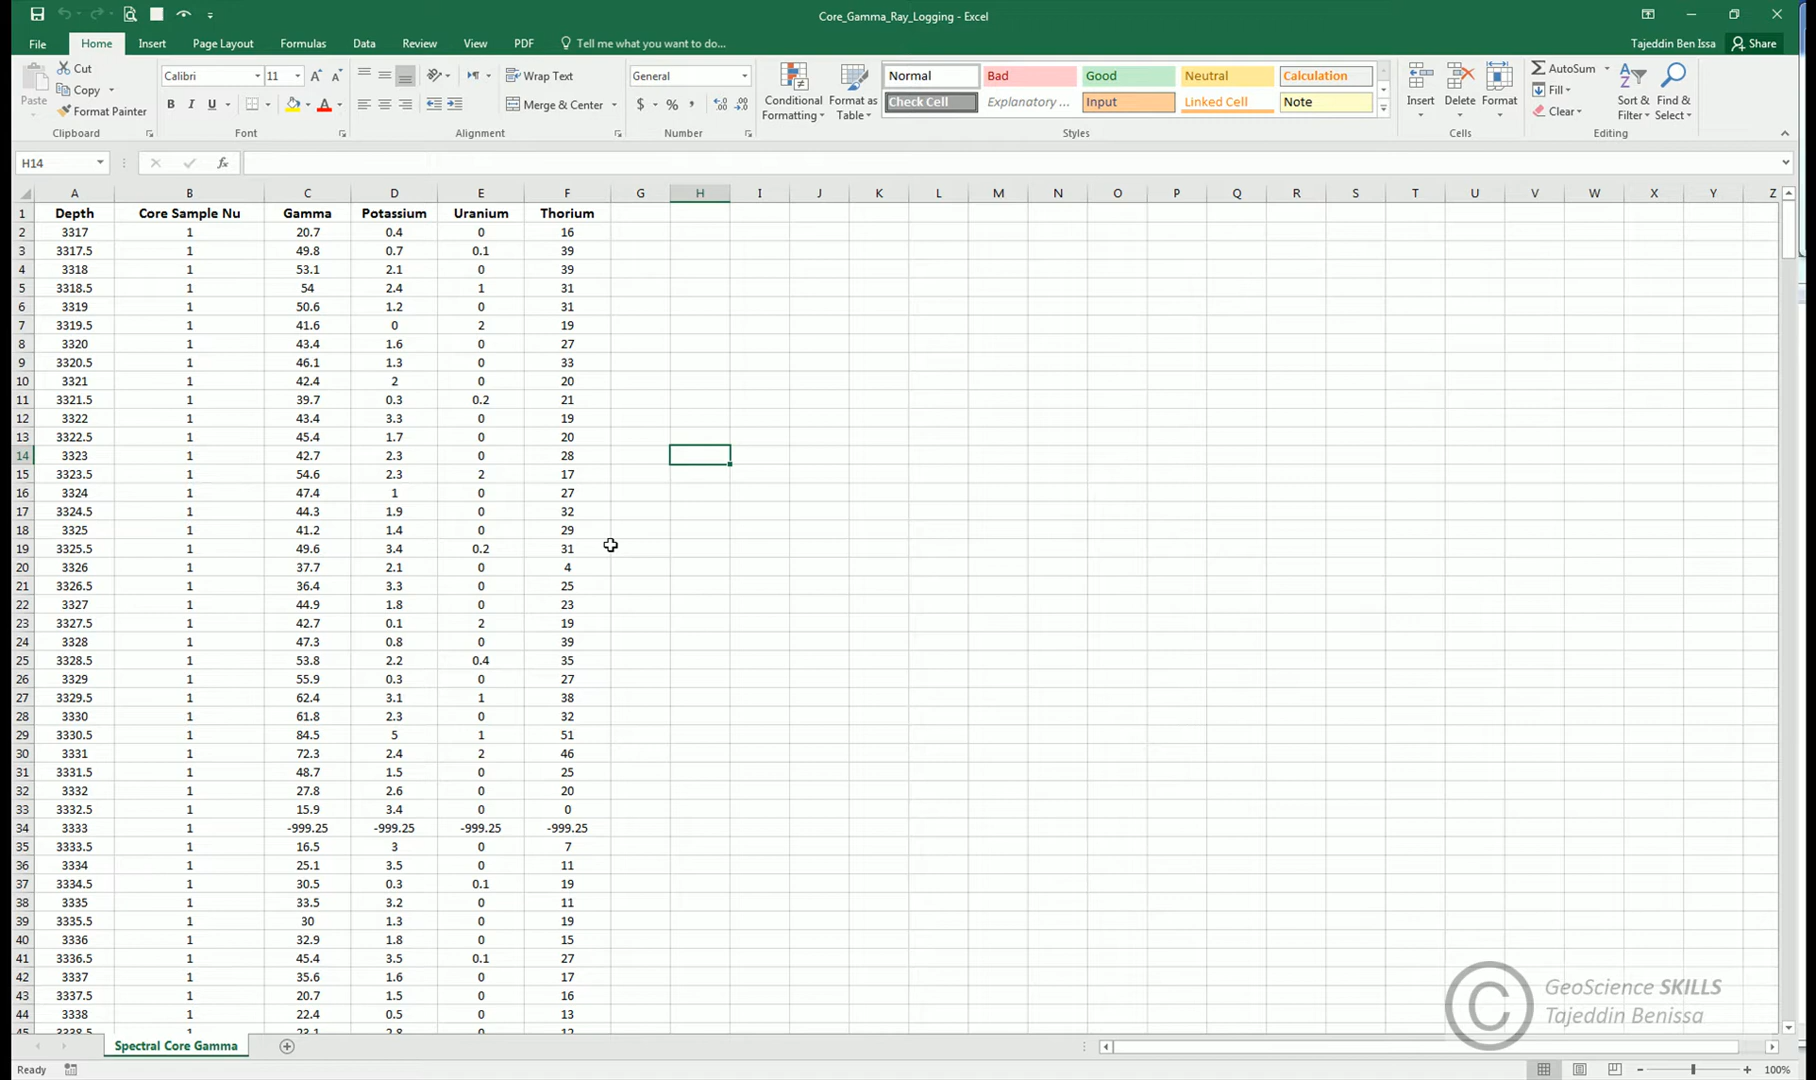 Core_Gamma_Ray_Logging - Excel
File Home Insert Page Layout Formulas Data Review View PDF Tell me what you want to do... Tajeddin Ben Issa Share
Paste Cut Copy Format Painter
Calibri 11 Wrap Text General
B I U Merge & Center $ % ,
Conditional Formatting Format as Table
Normal Bad Good Neutral Calculation
Check Cell Explanatory ... Input Linked Cell Note
Insert Delete Format
AutoSum Fill Clear Sort & Filter Find & Select
Clipboard Font Alignment Number Styles Cells Editing
H14 fx
A B C D E F G H I J K L M N O P Q R S T U V W X Y Z
1 Depth Core Sample Nu Gamma Potassium Uranium Thorium
2 3317 1 20.7 0.4 0 16
3 3317.5 1 49.8 0.7 0.1 39
4 3318 1 53.1 2.1 0 39
5 3318.5 1 54 2.4 1 31
6 3319 1 50.6 1.2 0 31
7 3319.5 1 41.6 0 2 19
8 3320 1 43.4 1.6 0 27
9 3320.5 1 46.1 1.3 0 33
10 3321 1 42.4 2 0 20
11 3321.5 1 39.7 0.3 0.2 21
12 3322 1 43.4 3.3 0 19
13 3322.5 1 45.4 1.7 0 20
14 3323 1 42.7 2.3 0 28
15 3323.5 1 54.6 2.3 2 17
16 3324 1 47.4 1 0 27
17 3324.5 1 44.3 1.9 0 32
18 3325 1 41.2 1.4 0 29
19 3325.5 1 49.6 3.4 0.2 31
20 3326 1 37.7 2.1 0 4
21 3326.5 1 36.4 3.3 0 25
22 3327 1 44.9 1.8 0 23
23 3327.5 1 42.7 0.1 2 19
24 3328 1 47.3 0.8 0 39
25 3328.5 1 53.8 2.2 0.4 35
26 3329 1 55.9 0.3 0 27
27 3329.5 1 62.4 3.1 1 38
28 3330 1 61.8 2.3 0 32
29 3330.5 1 84.5 5 1 51
30 3331 1 72.3 2.4 2 46
31 3331.5 1 48.7 1.5 0 25
32 3332 1 27.8 2.6 0 20
33 3332.5 1 15.9 3.4 0 0
34 3333 1 -999.25 -999.25 -999.25 -999.25
35 3333.5 1 16.5 3 0 7
36 3334 1 25.1 3.5 0 11
37 3334.5 1 30.5 0.3 0.1 19
38 3335 1 33.5 3.2 0 11
39 3335.5 1 30 1.3 0 19
40 3336 1 32.9 1.8 0 15
41 3336.5 1 45.4 3.5 0.1 27
42 3337 1 35.6 1.6 0 17
43 3337.5 1 20.7 1.5 0 16
44 3338 1 22.4 0.5 0 13
45 3338.5 1 23.1 2.8 0 12
© GeoScience SKILLS
Tajeddin Benissa
Spectral Core Gamma
Ready 100%